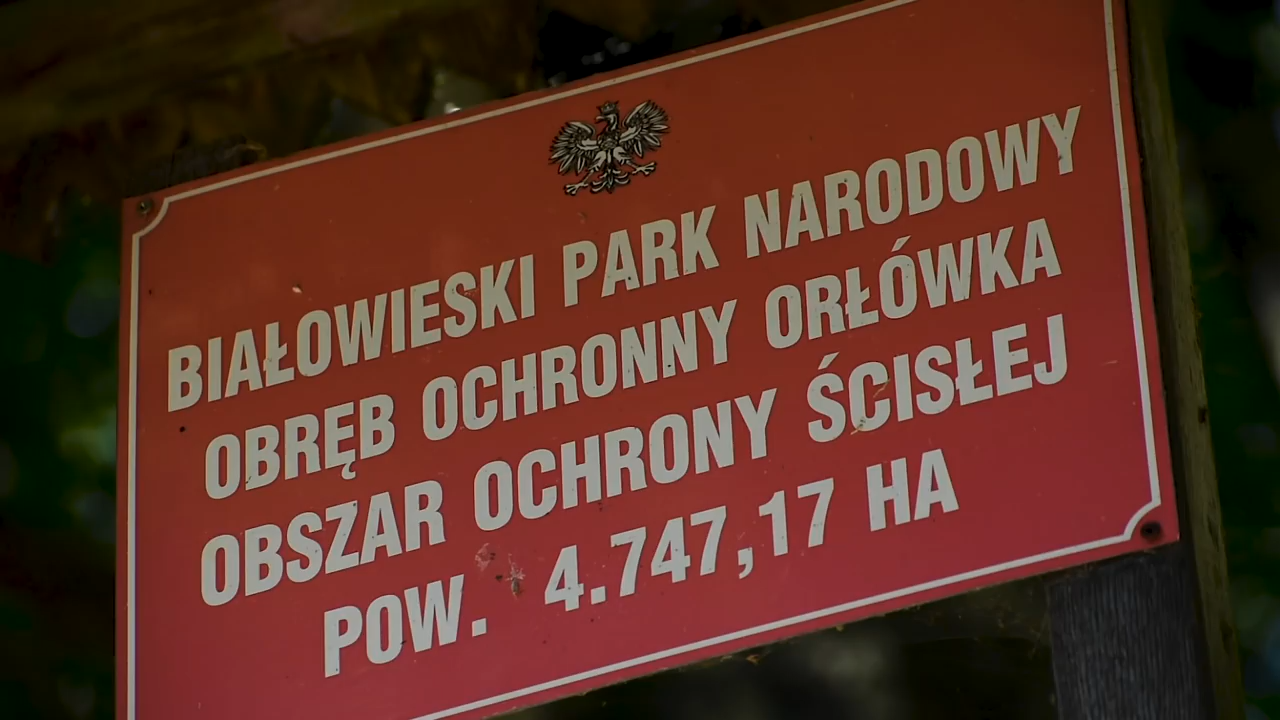 BIAŁOWIESKI PARK NARODOWY
OBRĘB OCHRONNY ORŁÓWKA
OBSZAR OCHRONY ŚCISŁEJ
POW. 4.747,17 HA